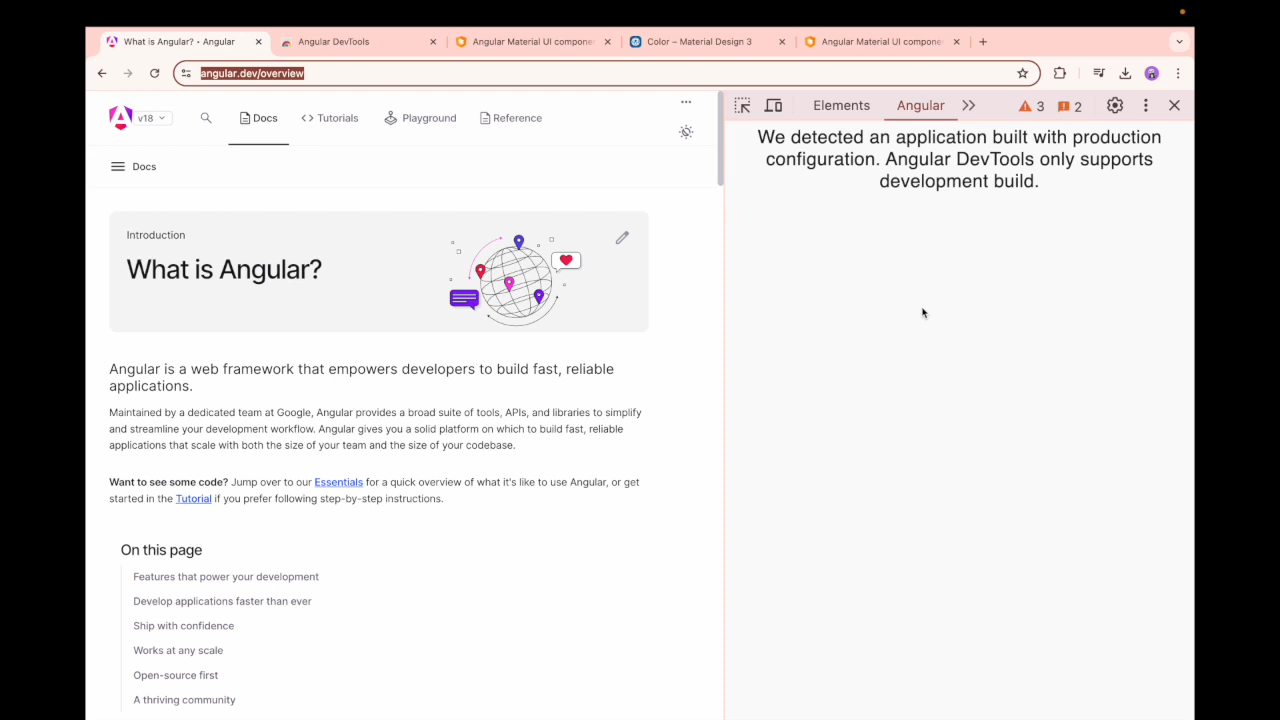 What is Angular? • Angular
Angular DevTools
Angular Material UI compone
Color – Material Design 3
Angular Material UI compone
angular.dev/overview
v18
Docs
<> Tutorials
Playground
Reference
Docs
Introduction
What is Angular?
Angular is a web framework that empowers developers to build fast, reliable
applications.
Maintained by a dedicated team at Google, Angular provides a broad suite of tools, APIs, and libraries to simplify
and streamline your development workflow. Angular gives you a solid platform on which to build fast, reliable
applications that scale with both the size of your team and the size of your codebase.
Want to see some code? Jump over to our Essentials for a quick overview of what it's like to use Angular, or get
started in the Tutorial if you prefer following step-by-step instructions.
On this page
Features that power your development
Develop applications faster than ever
Ship with confidence
Works at any scale
Open-source first
A thriving community
Elements
Angular
3
2
We detected an application built with production
configuration. Angular DevTools only supports
development build.